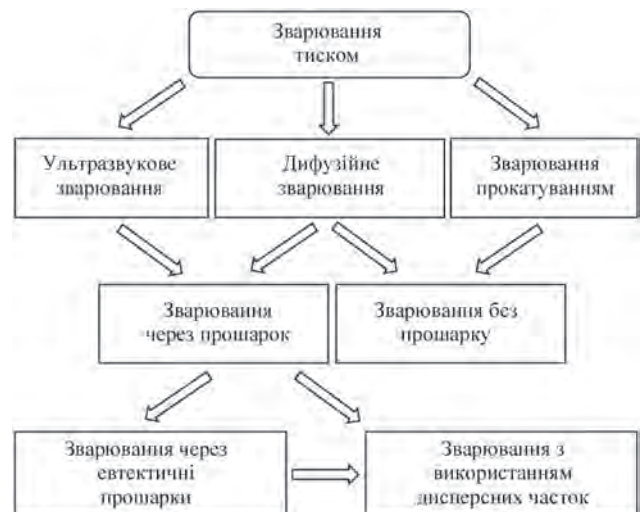 Зварювання
тиском
Ультразвукове
зварювання
Дифузійне
зварювання
Зварювання
прокатуванням
Зварювання
через прошарок
Зварювання без
прошарку
Зварювання через
евтектичні
прошарки
Зварювання з
використанням
дисперсних часток